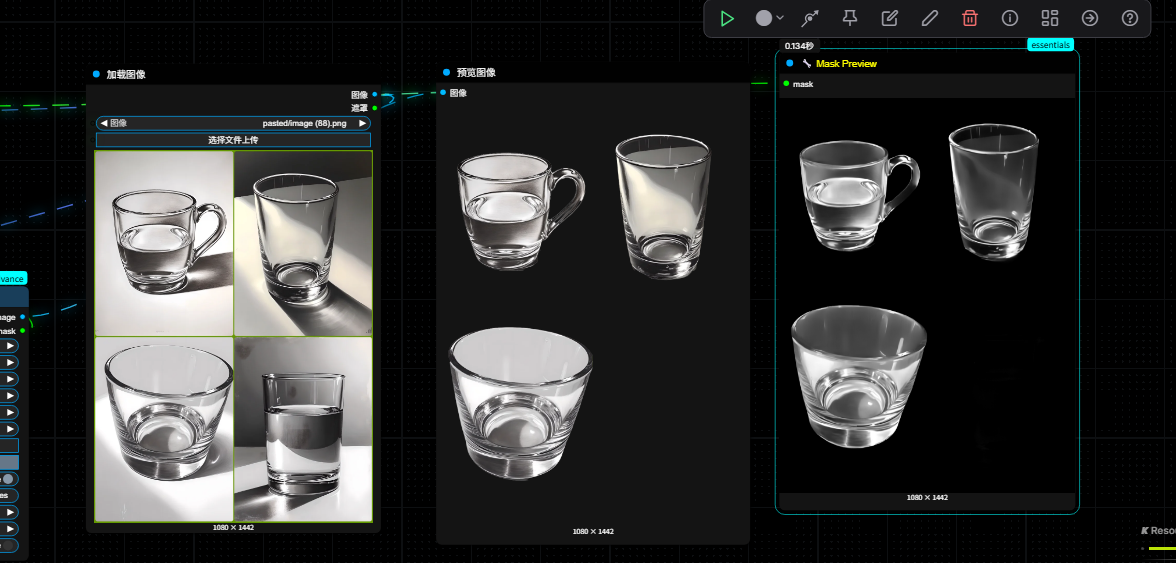 0.134秒
essentials
加载图像
预览图像
Mask Preview
图像
遮罩
图像
mask
图像
pasted/image (88).png
选择文件上传
vance
age
ask
es
1080 × 1442
1080 × 1442
1080 × 1442
Reso